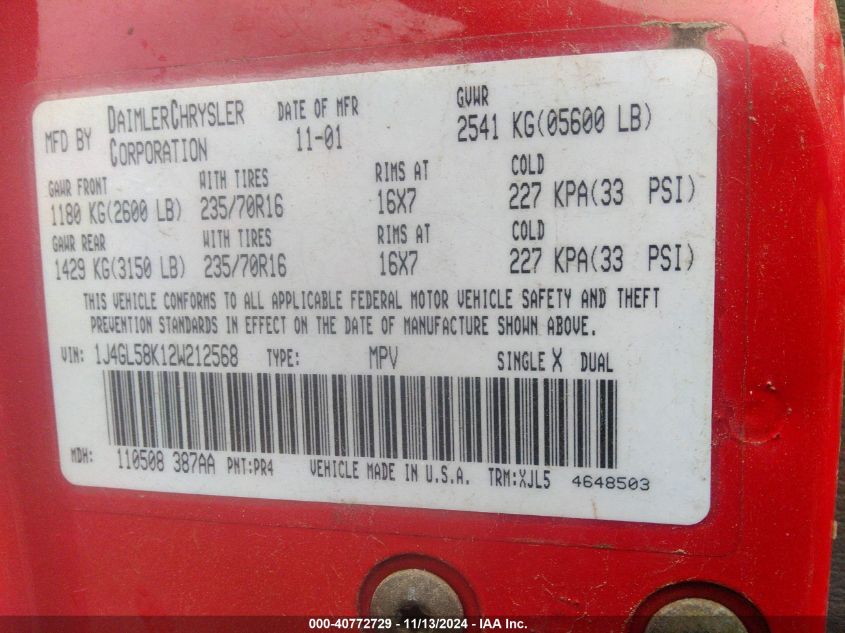 MFD BY DAIMLERCHRYSLER CORPORATION
DATE OF MFR 11-01
GVWR 2541 KG(05600 LB)
GAWR FRONT WITH TIRES RIMS AT COLD
1180 KG(2600 LB) 235/70R16 16X7 227 KPA(33 PSI)
GAWR REAR WITH TIRES RIMS AT COLD
1429 KG(3150 LB) 235/70R16 16X7 227 KPA(33 PSI)
THIS VEHICLE CONFORMS TO ALL APPLICABLE FEDERAL MOTOR VEHICLE SAFETY AND THEFT
PREVENTION STANDARDS IN EFFECT ON THE DATE OF MANUFACTURE SHOWN ABOVE.
VIN: 1J4GL58K12W212568 TYPE: MPV SINGLE X DUAL
MDH: 110508 387AA PNT:PR4 VEHICLE MADE IN U.S.A. TRM:XJL5 4648503
000-40772729 - 11/13/2024 - IAA Inc.